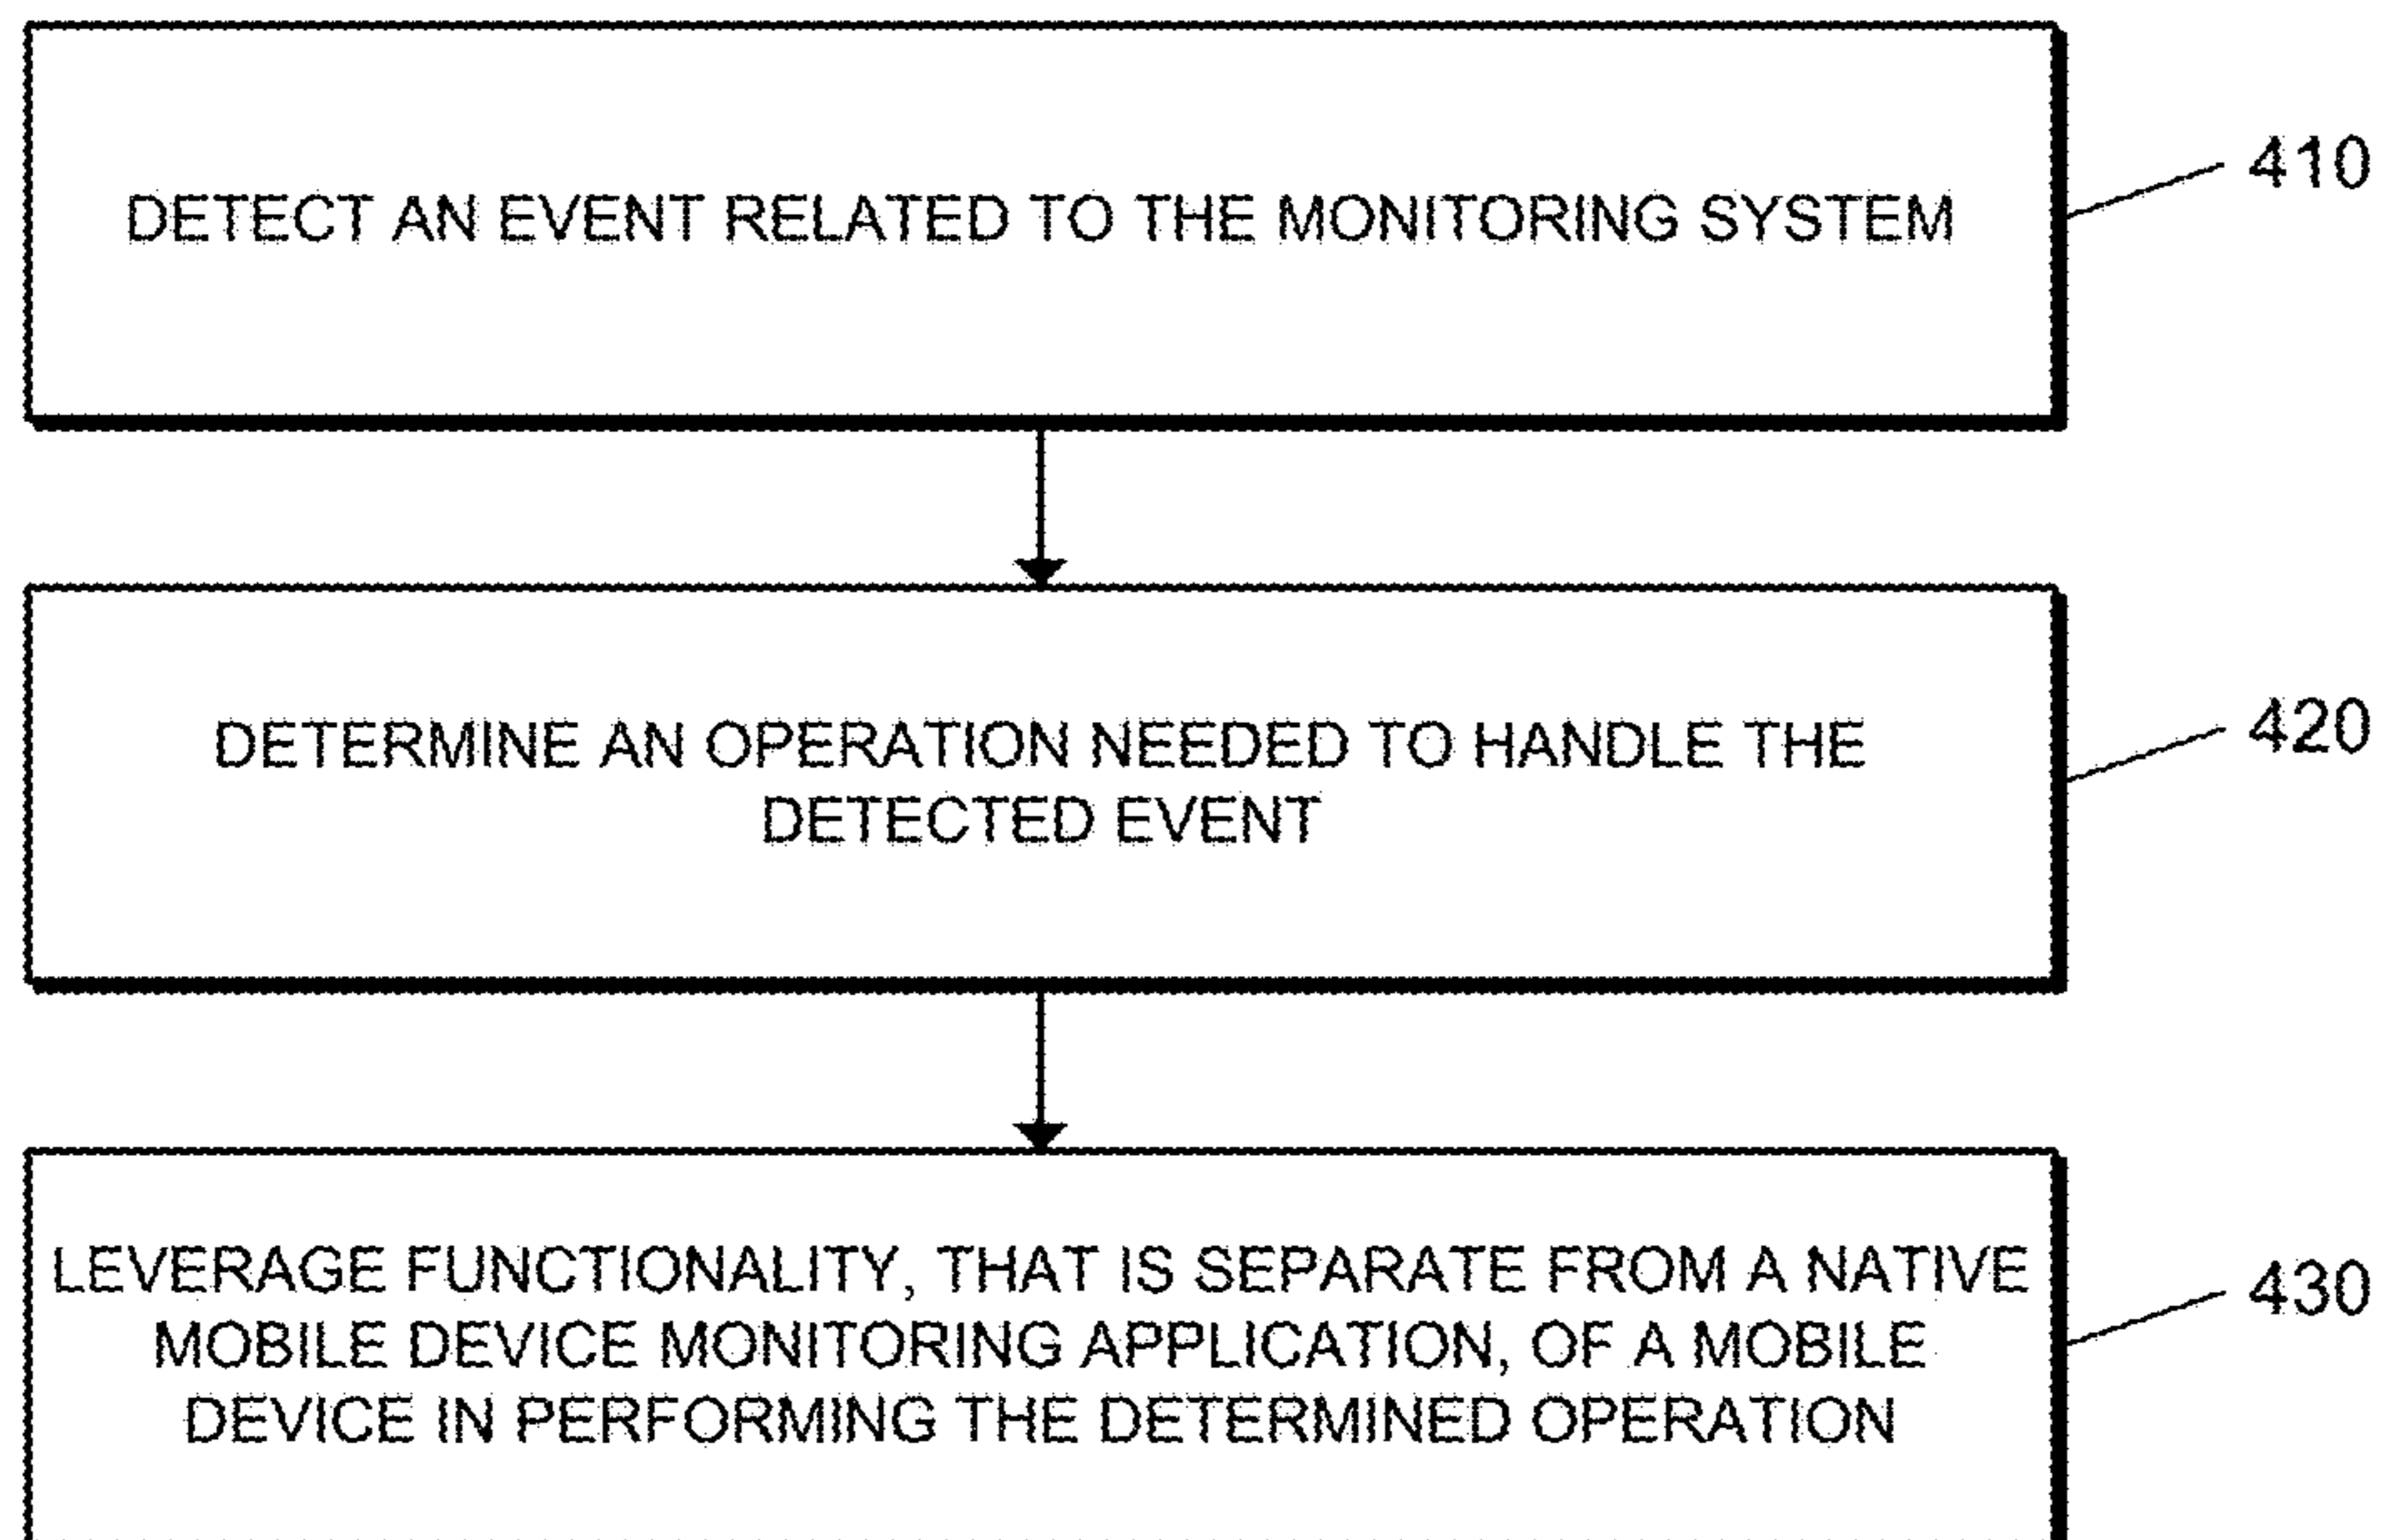 DETECT AN EVENT RELATED TO THE MONITORING SYSTEM
410
DETERMINE AN OPERATION NEEDED TO HANDLE THE
DETECTED EVENT
420
LEVERAGE FUNCTIONALITY, THAT IS SEPARATE FROM A NATIVE
MOBILE DEVICE MONITORING APPLICATION, OF A MOBILE
DEVICE IN PERFORMING THE DETERMINED OPERATION
430